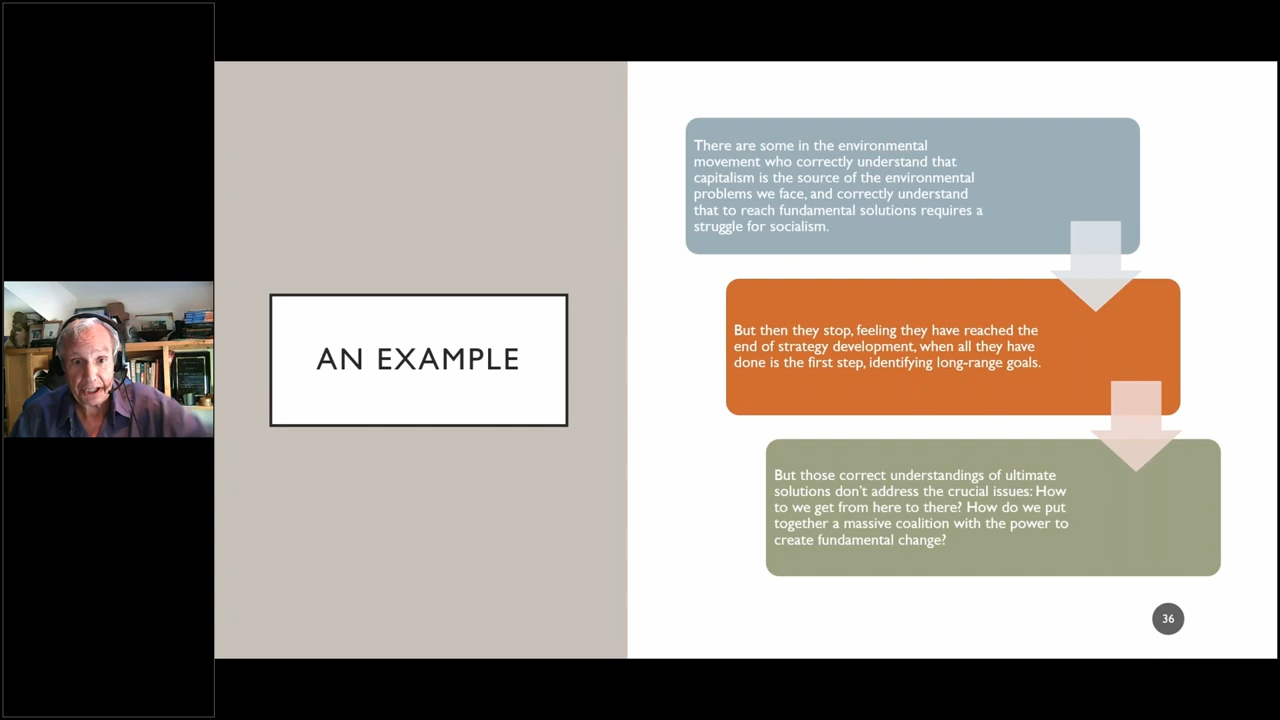 AN EXAMPLE
There are some in the environmental
movement who correctly understand that
capitalism is the source of the environmental
problems we face, and correctly understand
that to reach fundamental solutions requires a
struggle for socialism.
But then they stop, feeling they have reached the
end of strategy development, when all they have
done is the first step, identifying long-range goals.
But those correct understandings of ultimate
solutions don't address the crucial issues: How
to we get from here to there? How do we put
together a massive coalition with the power to
create fundamental change?
36